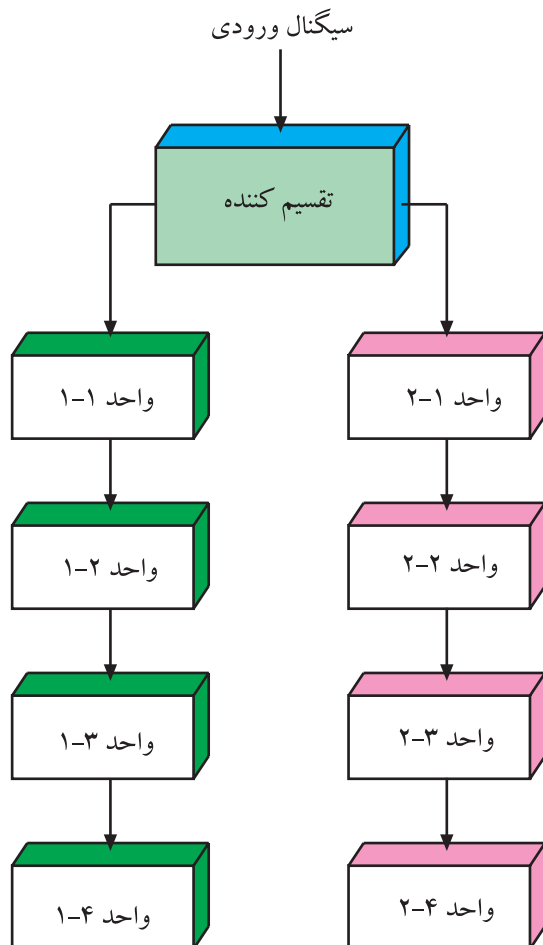 سیگنال ورودی
تقسیم کننده
واحد ۱-۱
واحد ۱-۲
واحد ۲-۱
واحد ۲-۲
واحد ۳-۱
واحد ۳-۲
واحد ۴-۱
واحد ۴-۲